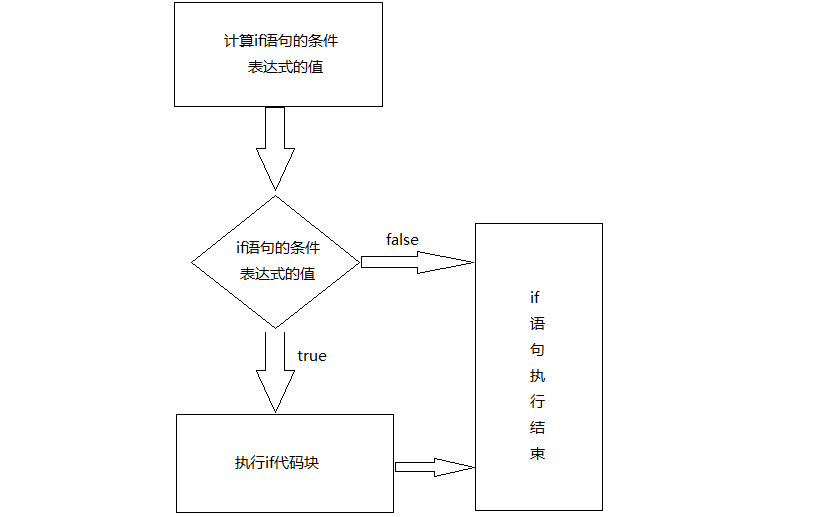 计算if语句的条件
表达式的值
if语句的条件
表达式的值
false
true
执行if代码块
if
语
句
执
行
结
束